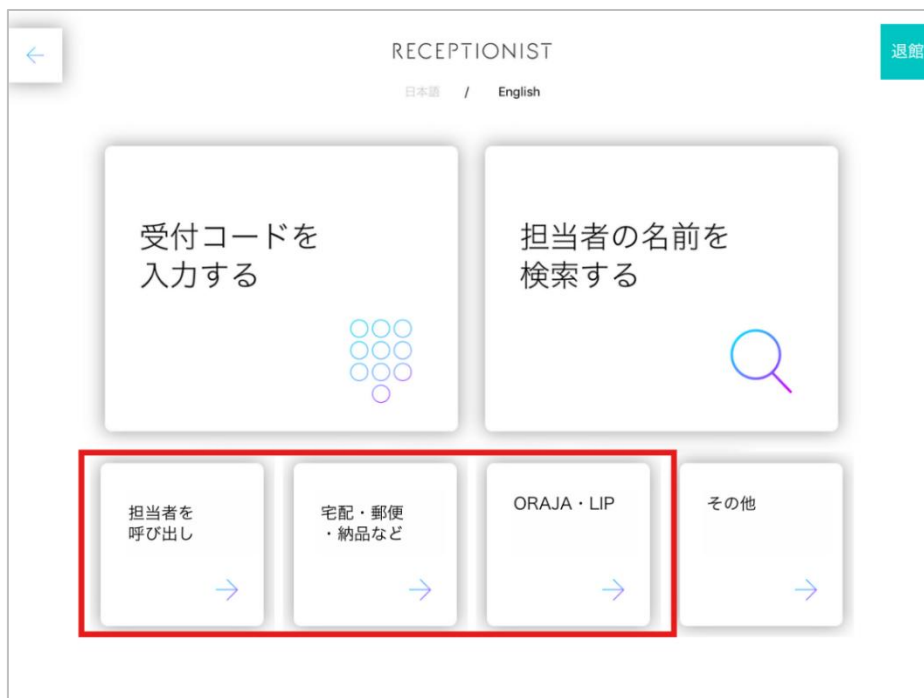 ←
RECEPTIONIST
退館
日本語 / English
受付コードを
入力する
担当者の名前を
検索する
担当者を
呼び出し
宅配・郵便
・納品など
ORAJA・LIP
その他